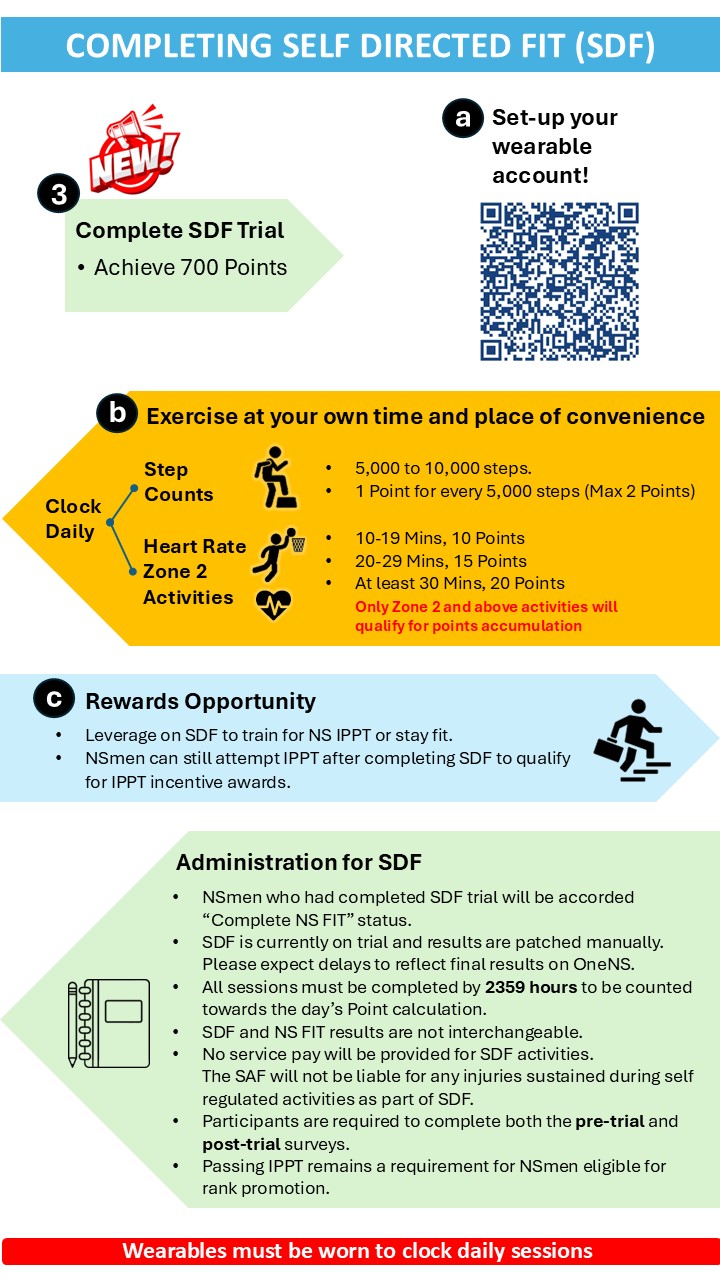 COMPLETING SELF DIRECTED FIT (SDF)
NEW!
3
Complete SDF Trial
• Achieve 700 Points
a
Set-up your
wearable
account!
b
Exercise at your own time and place of convenience
Clock
Daily
Step
Counts
• 5,000 to 10,000 steps.
• 1 Point for every 5,000 steps (Max 2 Points)
Heart Rate
Zone 2
Activities
• 10-19 Mins, 10 Points
• 20-29 Mins, 15 Points
• At least 30 Mins, 20 Points
Only Zone 2 and above activities will
qualify for points accumulation
c
Rewards Opportunity
• Leverage on SDF to train for NS IPPT or stay fit.
• NSmen can still attempt IPPT after completing SDF to qualify
for IPPT incentive awards.
Administration for SDF
• NSmen who had completed SDF trial will be accorded
“Complete NS FIT” status.
• SDF is currently on trial and results are patched manually.
Please expect delays to reflect final results on OneNS.
• All sessions must be completed by 2359 hours to be counted
towards the day’s Point calculation.
• SDF and NS FIT results are not interchangeable.
• No service pay will be provided for SDF activities.
The SAF will not be liable for any injuries sustained during self
regulated activities as part of SDF.
• Participants are required to complete both the pre-trial and
post-trial surveys.
• Passing IPPT remains a requirement for NSmen eligible for
rank promotion.
Wearables must be worn to clock daily sessions